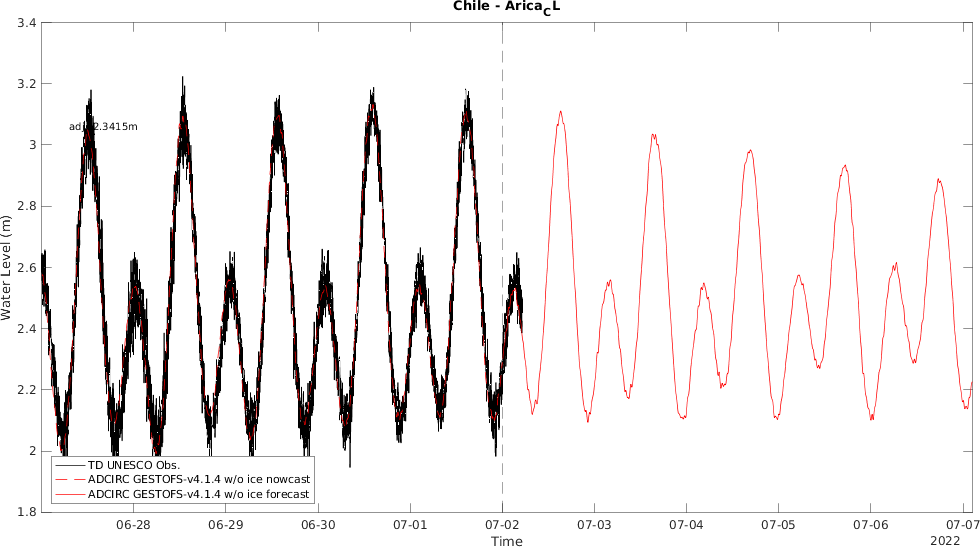 Chile - Arica_CL
3.4
3.2
3
2.8
2.6
2.4
2.2
2
1.8
Water Level (m)
2.3415m
TD UNESCO Obs.
ADCIRC GESTOFS-v4.1.4 w/o ice nowcast
ADCIRC GESTOFS-v4.1.4 w/o ice forecast
06-28
06-29
06-30
07-01
07-02
07-03
07-04
07-05
07-06
07-07
Time
2022